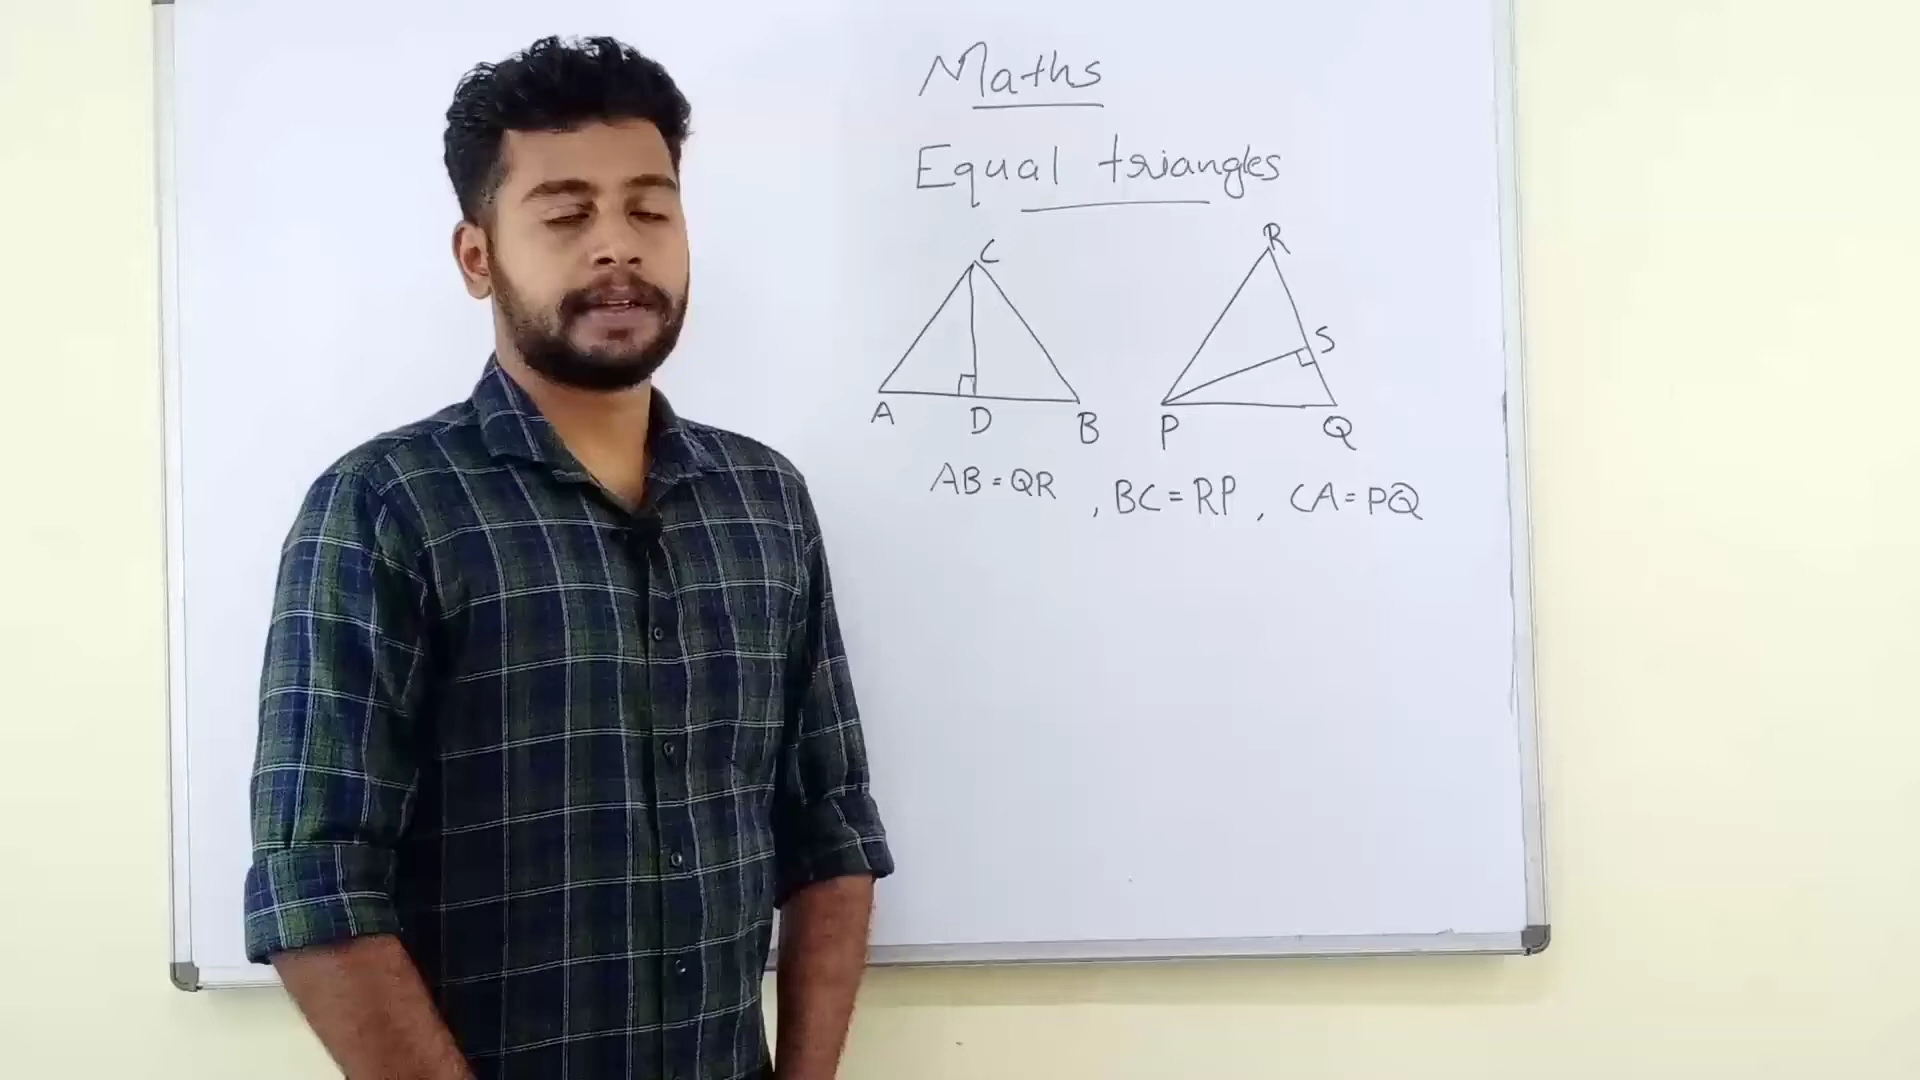 Maths
Equal triangles
C
A D B
R
S
P Q
AB = QR , BC = RP , CA = PQ